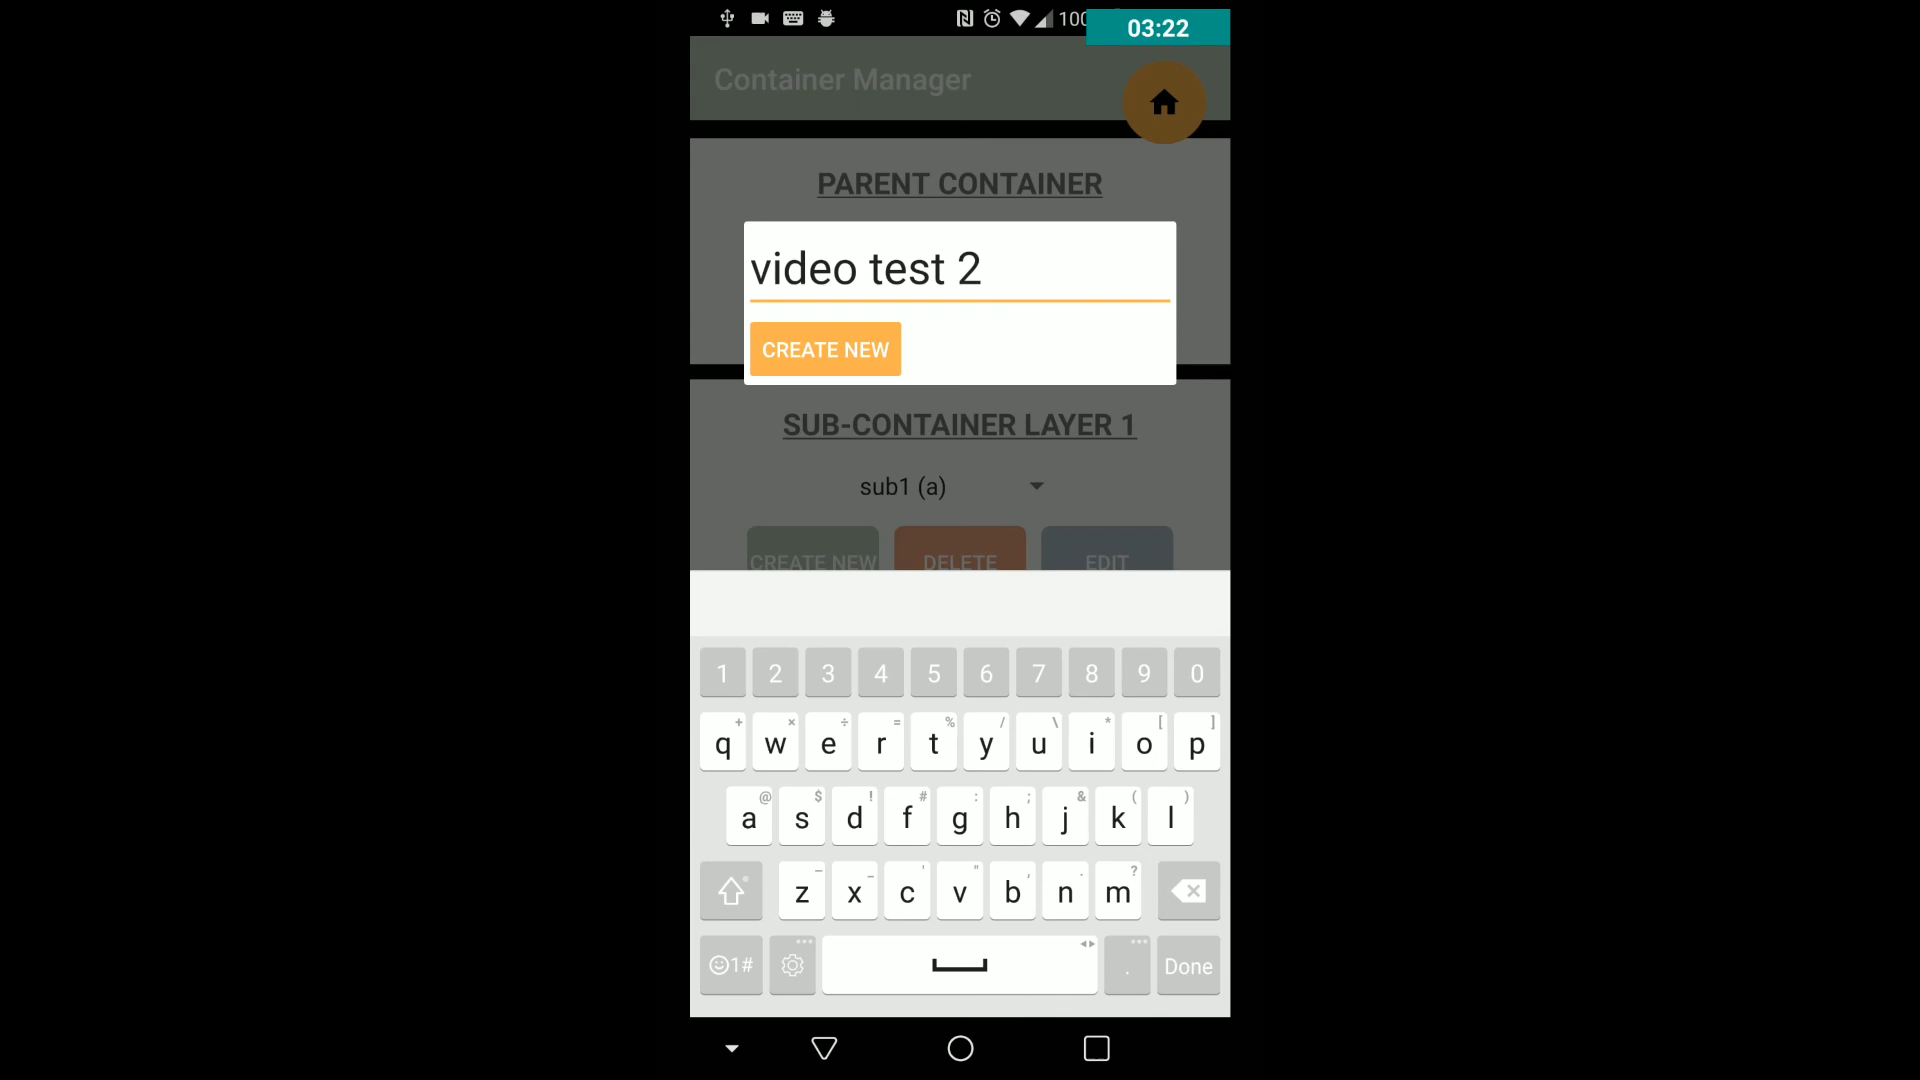 100
03:22
Container Manager
PARENT CONTAINER
video test 2
CREATE NEW
SUB-CONTAINER LAYER 1
sub1 (a)
CREATE NEW DELETE EDIT
1 2 3 4 5 6 7 8 9 0
+ × ÷ = % / \ * [ ]
q w e r t y u i o p
@ $ ! # : ; & ( )
a s d f g h j k l
– _ ' " , . ?
z x c v b n m
1# . Done